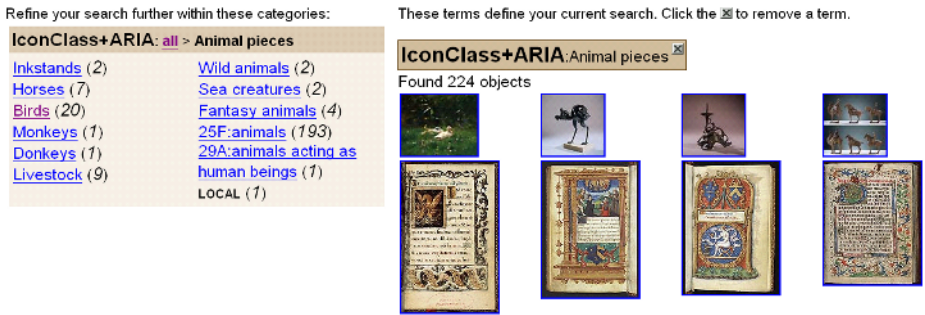 Refine your search further within these categories:
IconClass+ARIA: all > Animal pieces
Inkstands (2)
Horses (7)
Birds (20)
Monkeys (1)
Donkeys (1)
Livestock (9)
Wild animals (2)
Sea creatures (2)
Fantasy animals (4)
25F:animals (193)
29A:animals acting as
human beings (1)
LOCAL (1)
These terms define your current search. Click the x to remove a term.
IconClass+ARIA:Animal pieces x
Found 224 objects